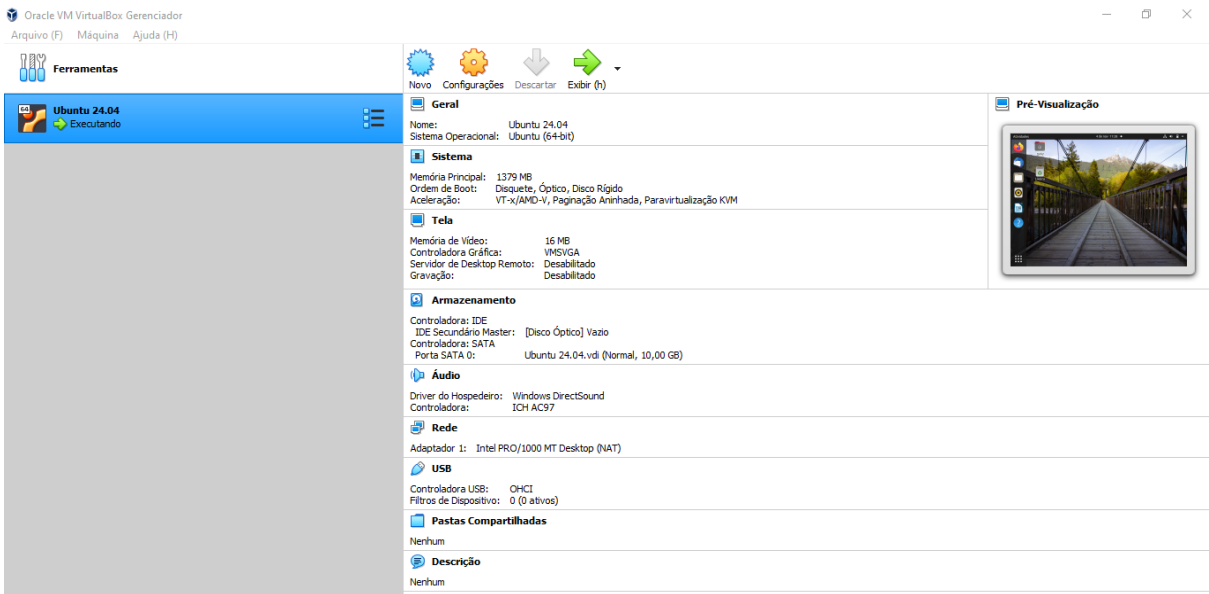 Oracle VM VirtualBox Gerenciador
Arquivo (F) Máquina Ajuda (H)
Ferramentas
Novo Configurações Descartar Exibir (h)
64
Ubuntu 24.04
Executando
Geral
Nome: Ubuntu 24.04
Sistema Operacional: Ubuntu (64-bit)
Sistema
Memória Principal: 1379 MB
Ordem de Boot: Disquete, Óptico, Disco Rígido
Aceleração: VT-x/AMD-V, Paginação Aninhada, Paravirtualização KVM
Tela
Memória de Vídeo: 16 MB
Controladora Gráfica: VMSVGA
Servidor de Desktop Remoto: Desabilitado
Gravação: Desabilitado
Pré-Visualização
Armazenamento
Controladora: IDE
IDE Secundário Master: [Disco Óptico] Vazio
Controladora: SATA
Porta SATA 0: Ubuntu 24.04.vdi (Normal, 10,00 GB)
Áudio
Driver do Hospedeiro: Windows DirectSound
Controladora: ICH AC97
Rede
Adaptador 1: Intel PRO/1000 MT Desktop (NAT)
USB
Controladora USB: OHCI
Filtros de Dispositivo: 0 (0 ativos)
Pastas Compartilhadas
Nenhum
Descrição
Nenhum